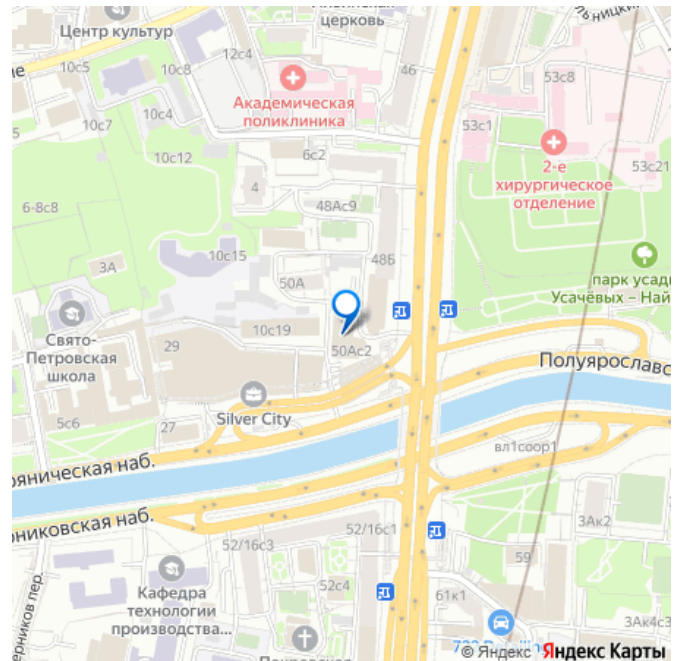 церковь
Центр культур
12с4
10с5
10с8
46
53с8
Академическая
поликлиника
10с4
10с7
53с1
6с2
10с12
2-е
хирургическое
отделение
53с21
4
6-8с8
48Ас9
10с15
48Б
3А
50А
парк усад
Усачёвых – Най
Свято-
Петровская
школа
29
10с19
50Ас2
Полуярославс
Silver City
5с6
27
вл1соор1
яническая наб.
рниковская наб.
3Ак2
52/16с1
52/16с3
59
Кафедра
технологии
производства...
52с4
61к1
ерников пер.
3Ак4с3
© Яндекс Яндекс Карты